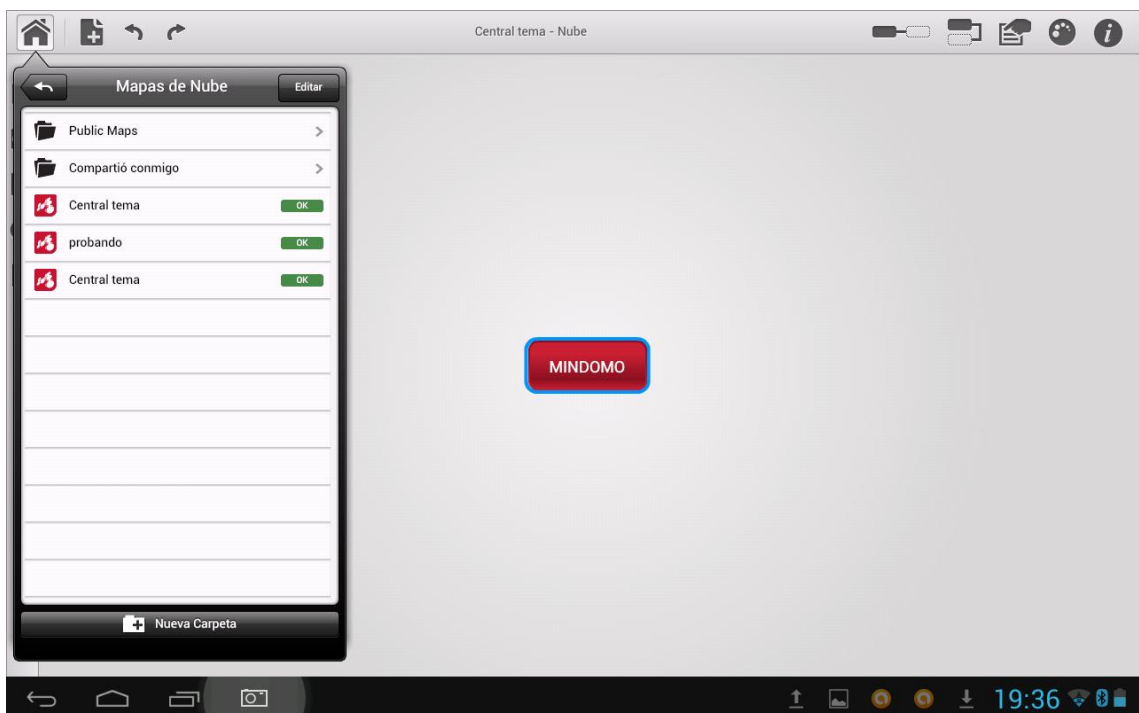 Central tema - Nube
Mapas de Nube
Editar
Public Maps
Compartió conmigo
Central tema OK
probando OK
Central tema OK
MINDOMO
Nueva Carpeta
19:36